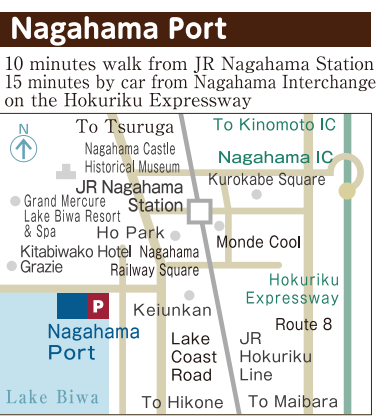 Nagahama Port
10 minutes walk from JR Nagahama Station
15 minutes by car from Nagahama Interchange
on the Hokuriku Expressway
N
To Tsuruga
To Kinomoto IC
Nagahama Castle
Historical Museum
Nagahama IC
JR Nagahama
Station
Kurokabe Square
Grand Mercure
Lake Biwa Resort
& Spa
Ho Park
Monde Cool
Kitabiwako Hotel
Grazie
Nagahama
Railway Square
Hokuriku
Expressway
P
Nagahama
Port
Keiunkan
Route 8
Lake
Coast
Road
JR
Hokuriku
Line
Lake Biwa
To Hikone
To Maibara